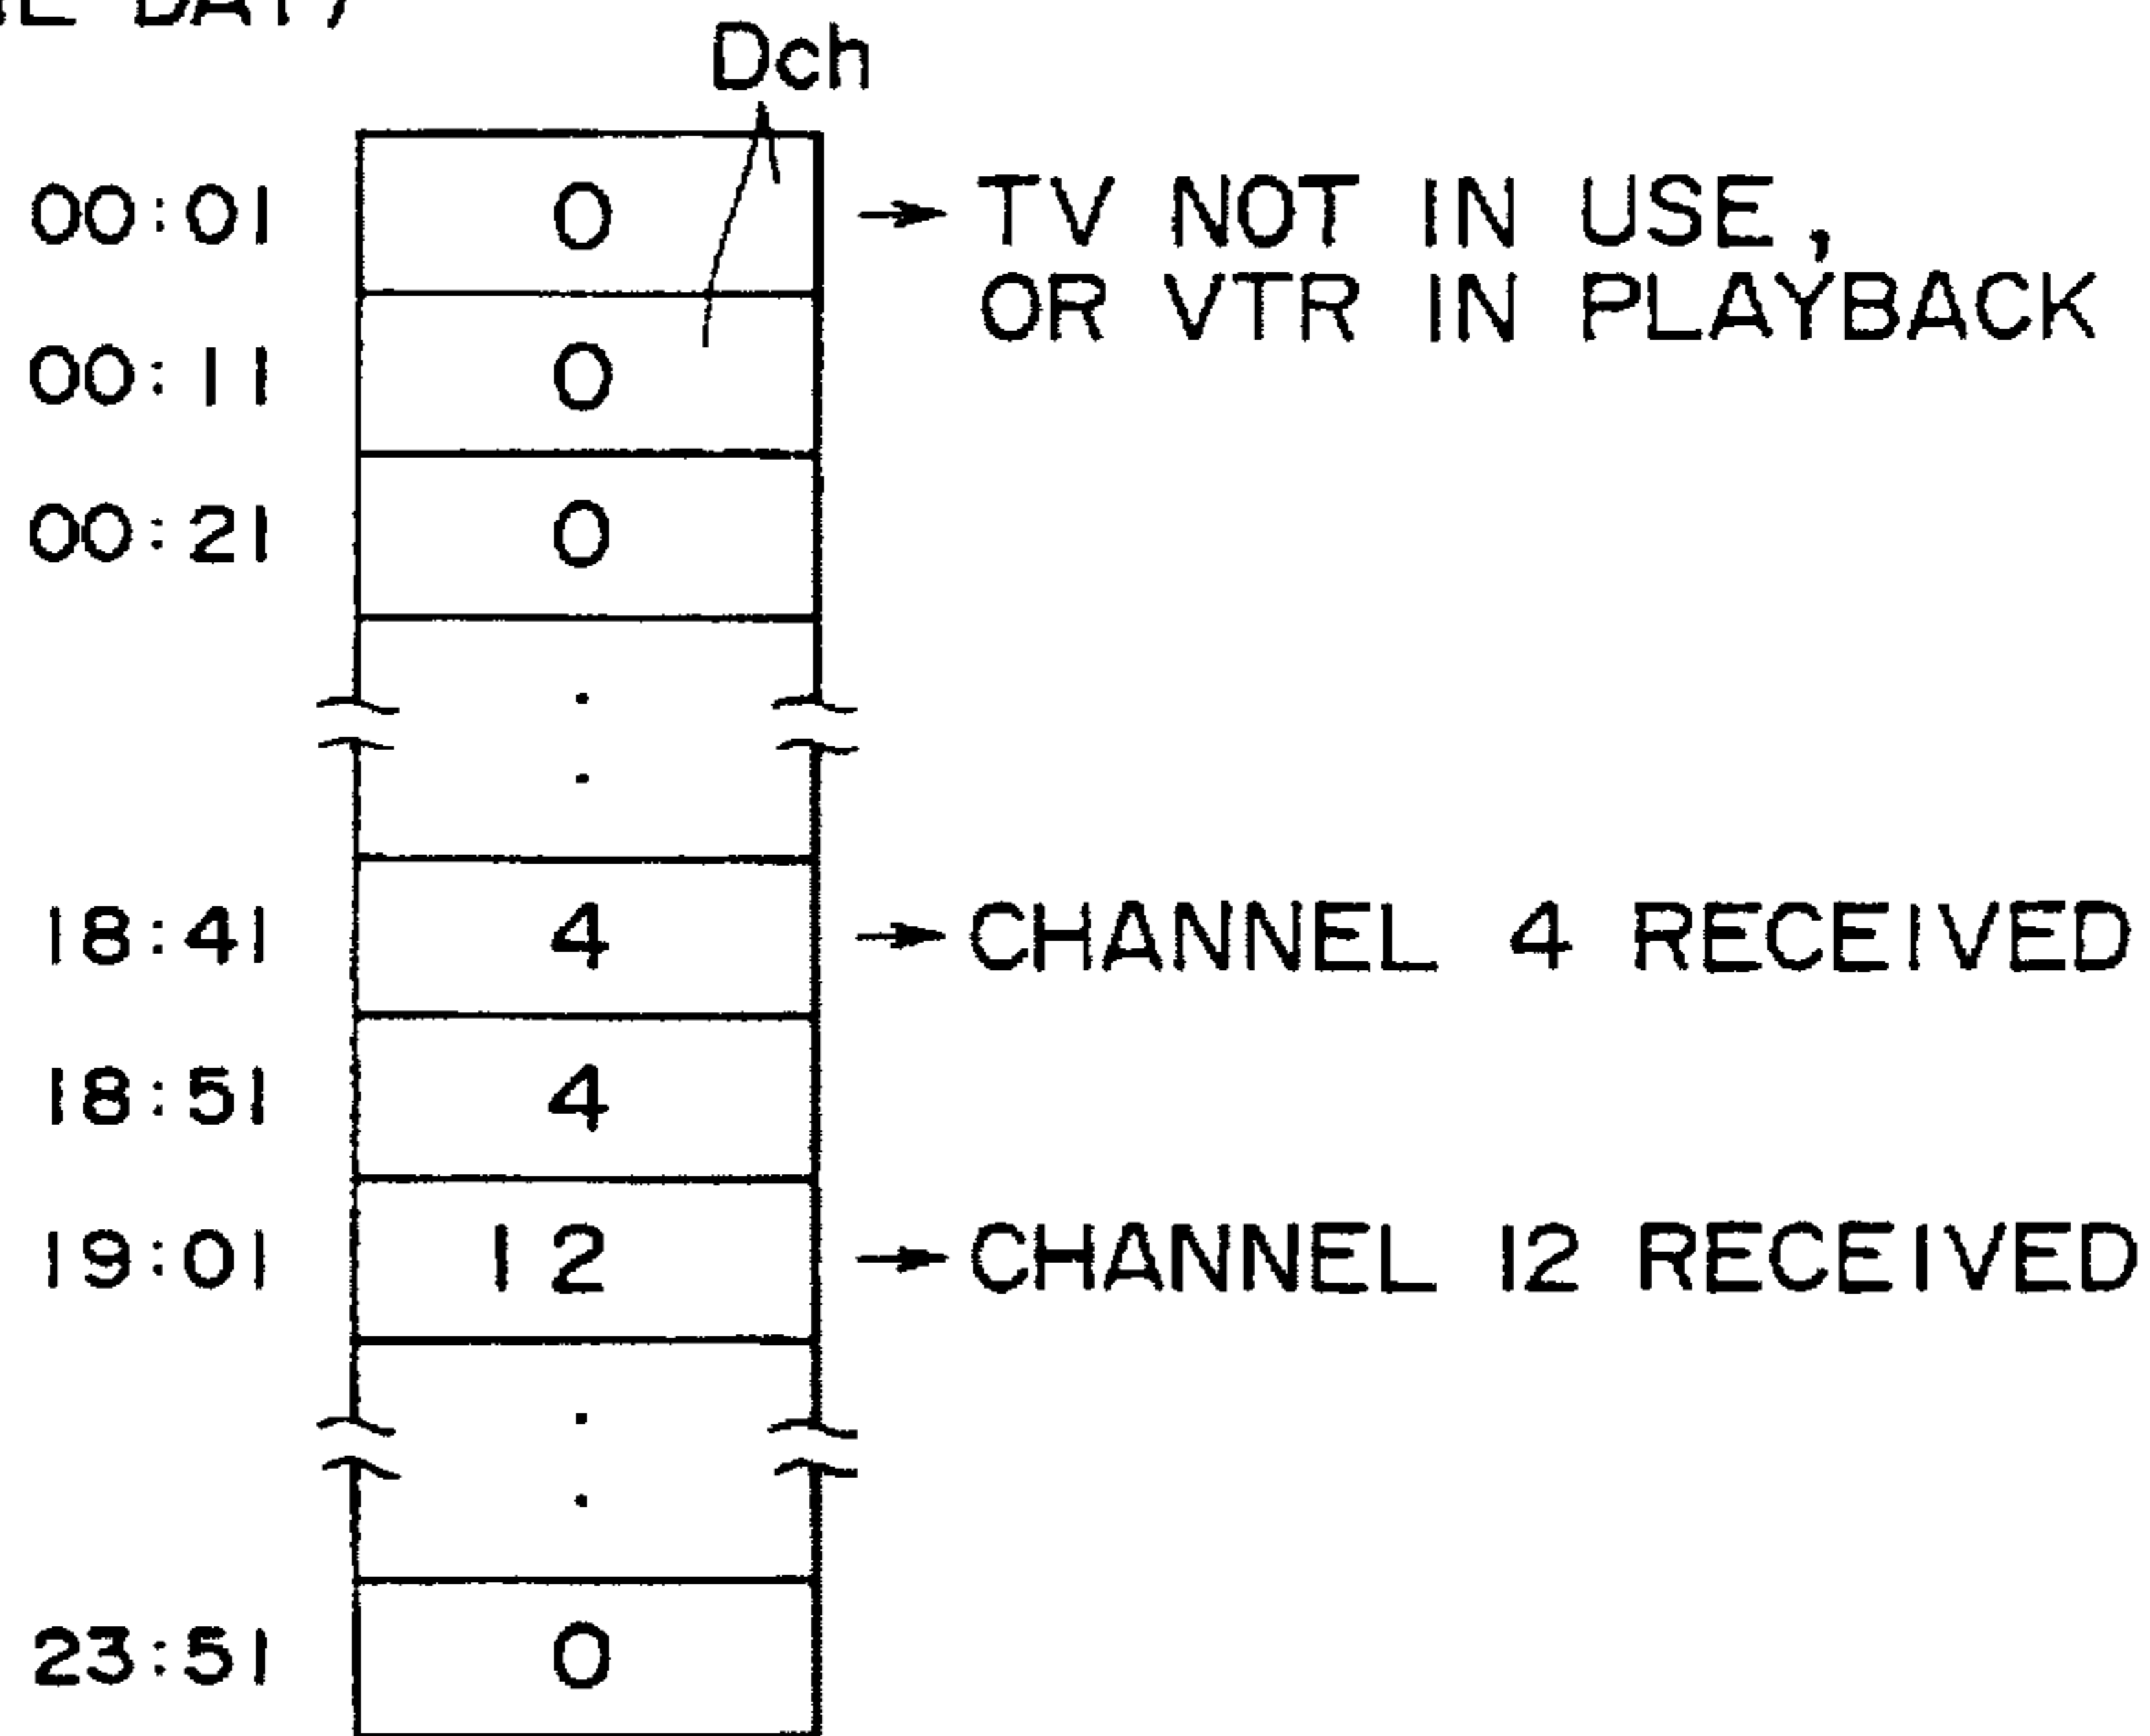 Dch
00:01 0 → TV NOT IN USE,
OR VTR IN PLAYBACK
00:11 0
00:21 0
18:41 4 → CHANNEL 4 RECEIVED
18:51 4
19:01 12 → CHANNEL 12 RECEIVED
23:51 0